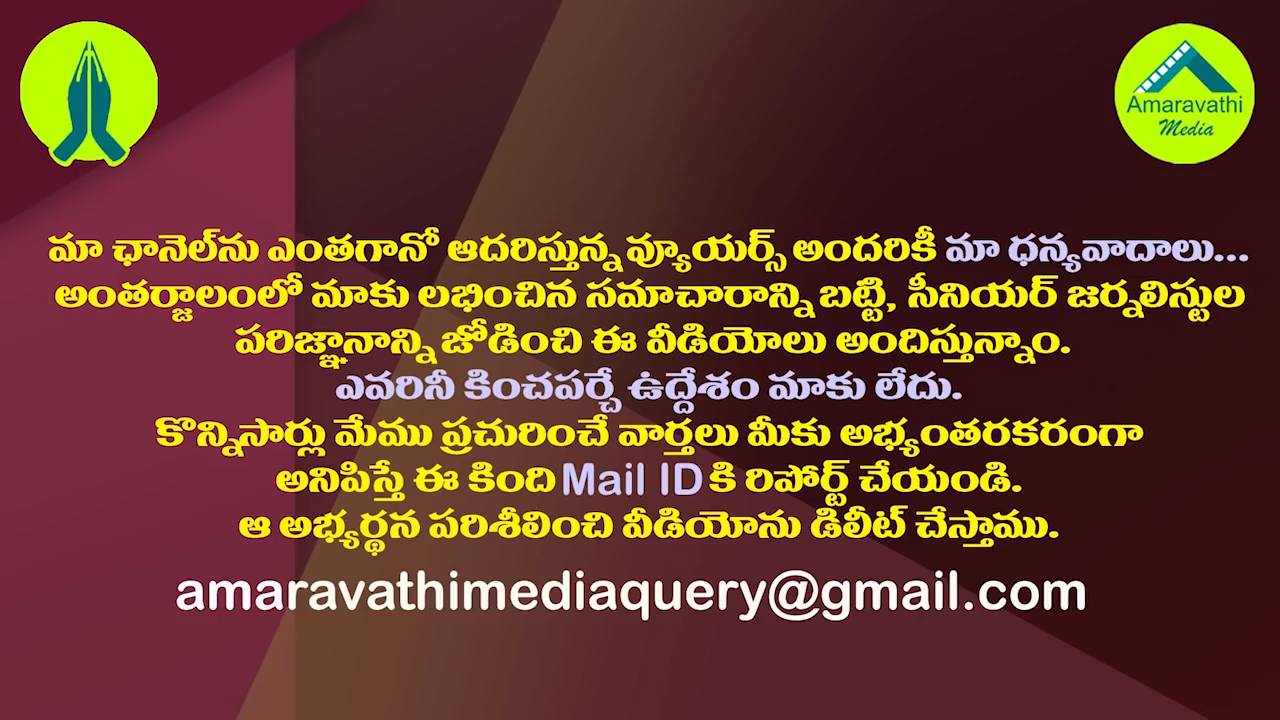 Amaravathi
Media
మా ఛానెల్‌ను ఎంతగానో ఆదరిస్తున్న వ్యూయర్స్ అందరికీ మా ధన్యవాదాలు...
అంతర్జాలంలో మాకు లభించిన సమాచారాన్ని బట్టి, సీనియర్ జర్నలిస్టుల
పరిజ్ఞానాన్ని జోడించి ఈ వీడియోలు అందిస్తున్నాం.
ఎవరినీ కించపర్చే ఉద్దేశం మాకు లేదు.
కొన్నిసార్లు మేము ప్రచురించే వార్తలు మీకు అభ్యంతరకరంగా
అనిపిస్తే ఈ కింది Mail ID కి రిపోర్ట్ చేయండి.
ఆ అభ్యర్థన పరిశీలించి వీడియోను డిలీట్ చేస్తాము.
amaravathimediaquery@gmail.com